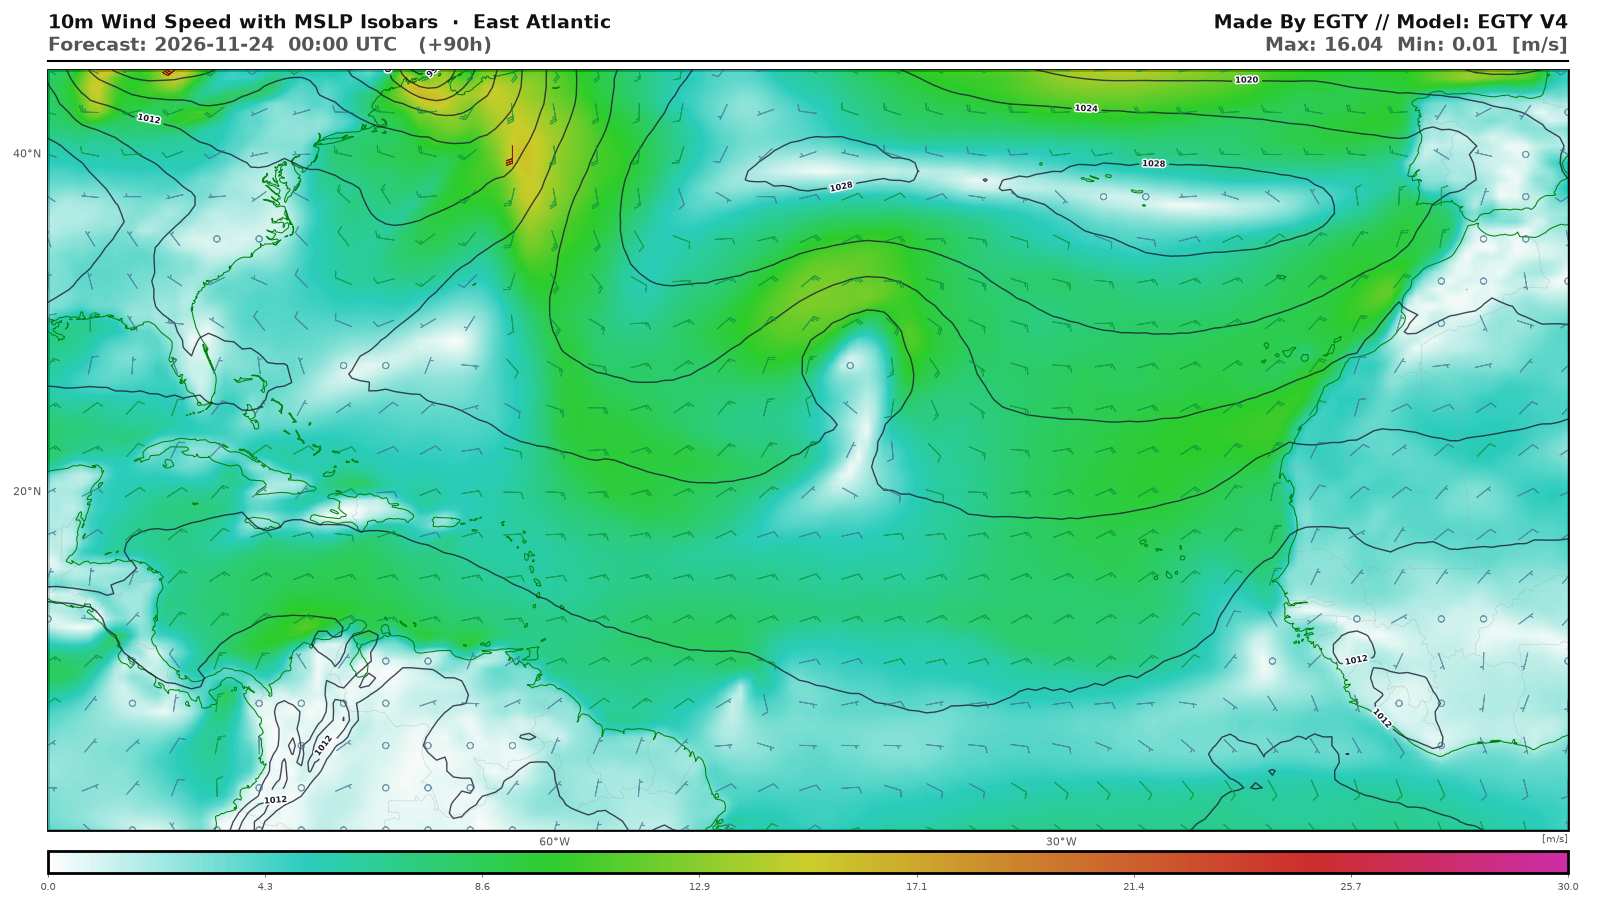 10m Wind Speed with MSLP Isobars · East Atlantic
Made By EGTY // Model: EGTY V4
Forecast: 2026-11-24 00:00 UTC (+90h)
Max: 16.04 Min: 0.01 [m/s]
1020
1024
1012
40°N
1028
1028
20°N
1012
1012
1012
1012
60°W
30°W
[m/s]
0.0
4.3
8.6
12.9
17.1
21.4
25.7
30.0